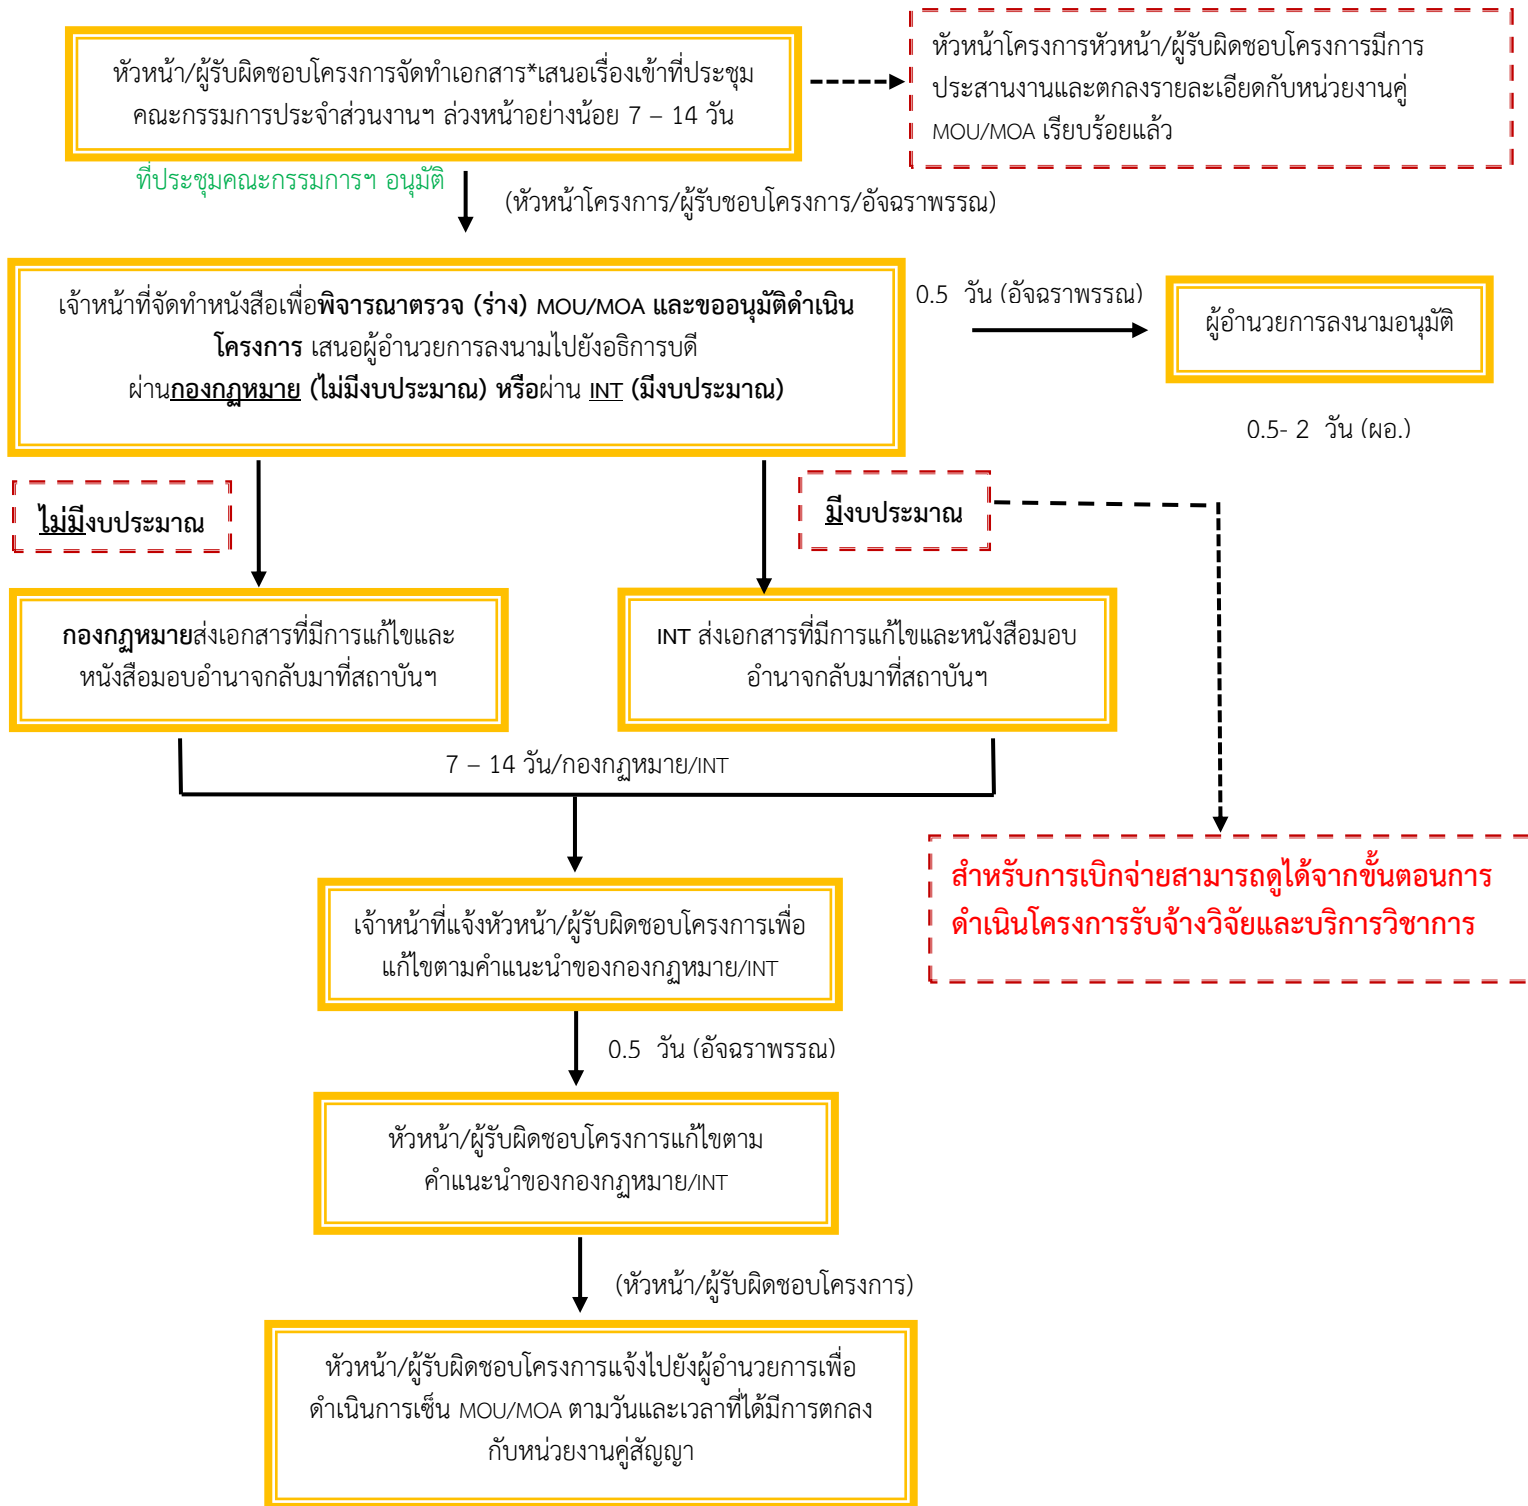 หัวหน้า/ผู้รับผิดชอบโครงการจัดทำเอกสาร*เสนอเรื่องเข้าที่ประชุม
คณะกรรมการประจำส่วนงานฯ ล่วงหน้าอย่างน้อย 7 – 14 วัน
หัวหน้าโครงการหัวหน้า/ผู้รับผิดชอบโครงการมีการ
ประสานงานและตกลงรายละเอียดกับหน่วยงานคู่
MOU/MOA เรียบร้อยแล้ว
ที่ประชุมคณะกรรมการฯ อนุมัติ
(หัวหน้าโครงการ/ผู้รับชอบโครงการ/อัจฉราพรรณ)
เจ้าหน้าที่จัดทำหนังสือเพื่อพิจารณาตรวจ (ร่าง) MOU/MOA และขออนุมัติดำเนิน
โครงการ เสนอผู้อำนวยการลงนามไปยังอธิการบดี
ผ่านกองกฎหมาย (ไม่มีงบประมาณ) หรือผ่าน INT (มีงบประมาณ)
0.5 วัน (อัจฉราพรรณ)
ผู้อำนวยการลงนามอนุมัติ
0.5- 2 วัน (ผอ.)
ไม่มีงบประมาณ
มีงบประมาณ
กองกฎหมายส่งเอกสารที่มีการแก้ไขและ
หนังสือมอบอำนาจกลับมาที่สถาบันฯ
INT ส่งเอกสารที่มีการแก้ไขและหนังสือมอบ
อำนาจกลับมาที่สถาบันฯ
7 – 14 วัน/กองกฎหมาย/INT
สำหรับการเบิกจ่ายสามารถดูได้จากขั้นตอนการ
ดำเนินโครงการรับจ้างวิจัยและบริการวิชาการ
เจ้าหน้าที่แจ้งหัวหน้า/ผู้รับผิดชอบโครงการเพื่อ
แก้ไขตามคำแนะนำของกองกฎหมาย/INT
0.5 วัน (อัจฉราพรรณ)
หัวหน้า/ผู้รับผิดชอบโครงการแก้ไขตาม
คำแนะนำของกองกฎหมาย/INT
(หัวหน้า/ผู้รับผิดชอบโครงการ)
หัวหน้า/ผู้รับผิดชอบโครงการแจ้งไปยังผู้อำนวยการเพื่อ
ดำเนินการเซ็น MOU/MOA ตามวันและเวลาที่ได้มีการตกลง
กับหน่วยงานคู่สัญญา